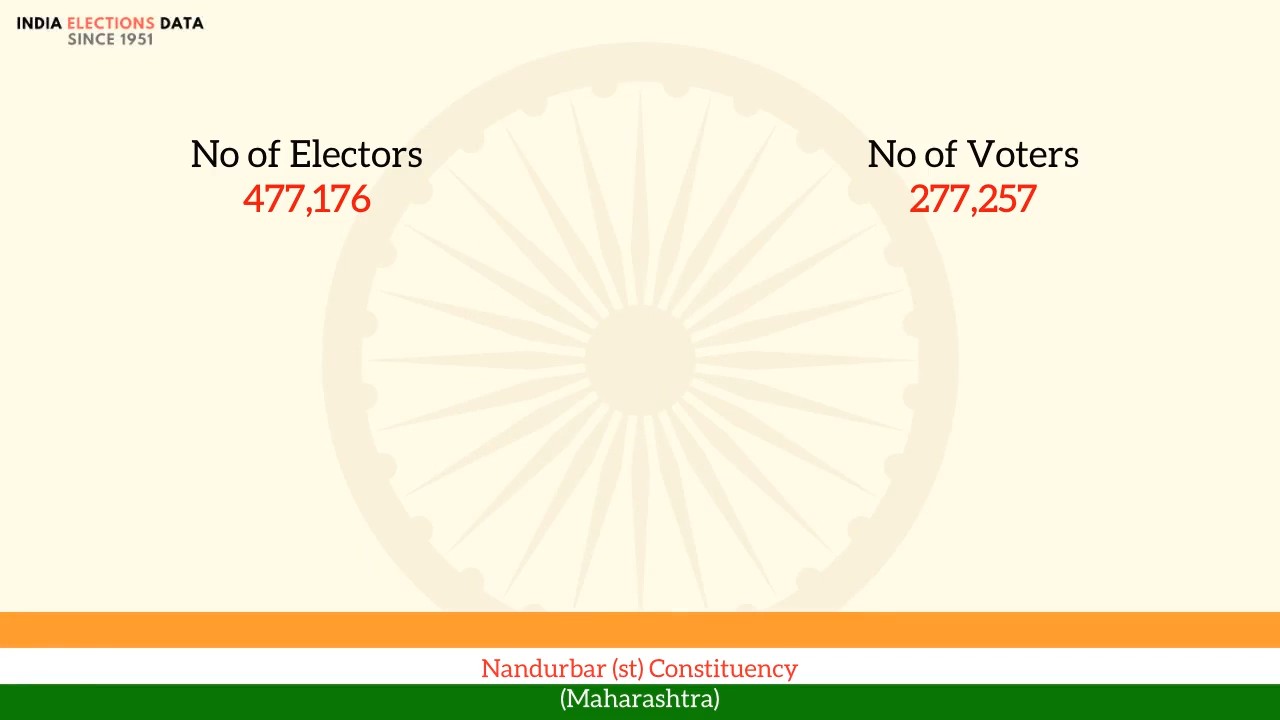 INDIA ELECTIONS DATA
SINCE 1951
No of Electors
477,176
No of Voters
277,257
Nandurbar (st) Constituency
(Maharashtra)